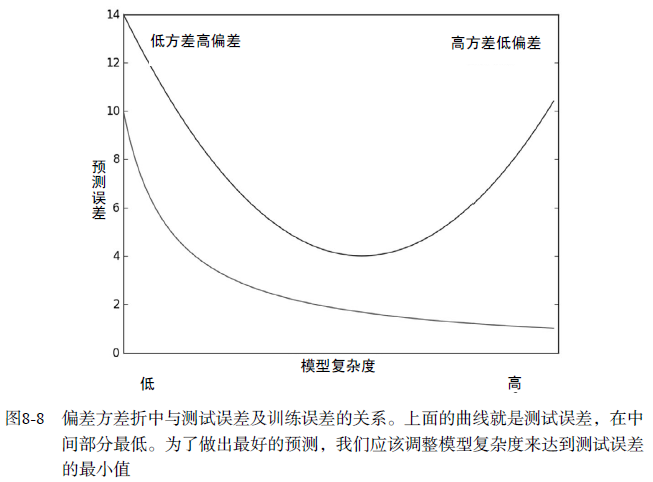 14
低方差高偏差
高方差低偏差
12
10
8
预测误差
6
4
2
0
模型复杂度
低
高
图8-8 偏差方差折中与测试误差及训练误差的关系。上面的曲线就是测试误差，在中
间部分最低。为了做出最好的预测，我们应该调整模型复杂度来达到测试误差
的最小值